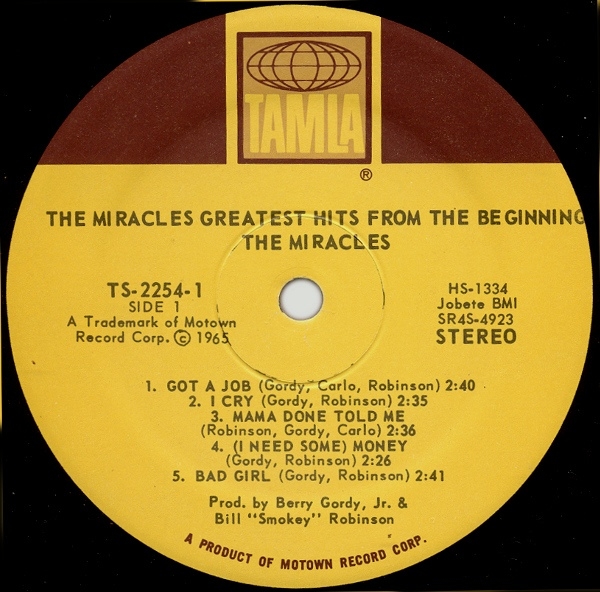 TAMLA
®
THE MIRACLES GREATEST HITS FROM THE BEGINNING
THE MIRACLES
TS-2254-1
SIDE 1
A Trademark of Motown
Record Corp. © 1965
HS-1334
Jobete BMI
SR4S-4923
STEREO
1. GOT A JOB (Gordy, Carlo, Robinson) 2:40
2. I CRY (Gordy, Robinson) 2:35
3. MAMA DONE TOLD ME
(Robinson, Gordy, Carlo) 2:36
4. (I NEED SOME) MONEY
(Gordy, Robinson) 2:26
5. BAD GIRL (Gordy, Robinson) 2:41
Prod. by Berry Gordy, Jr. &
Bill "Smokey" Robinson
A PRODUCT OF MOTOWN RECORD CORP.